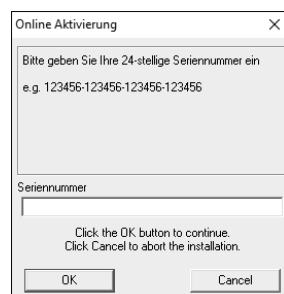 Online Aktivierung
Bitte geben Sie Ihre 24-stellige Seriennummer ein
e.g. 123456-123456-123456-123456
Seriennummer
Click the OK button to continue.
Click Cancel to abort the installation.
OK
Cancel